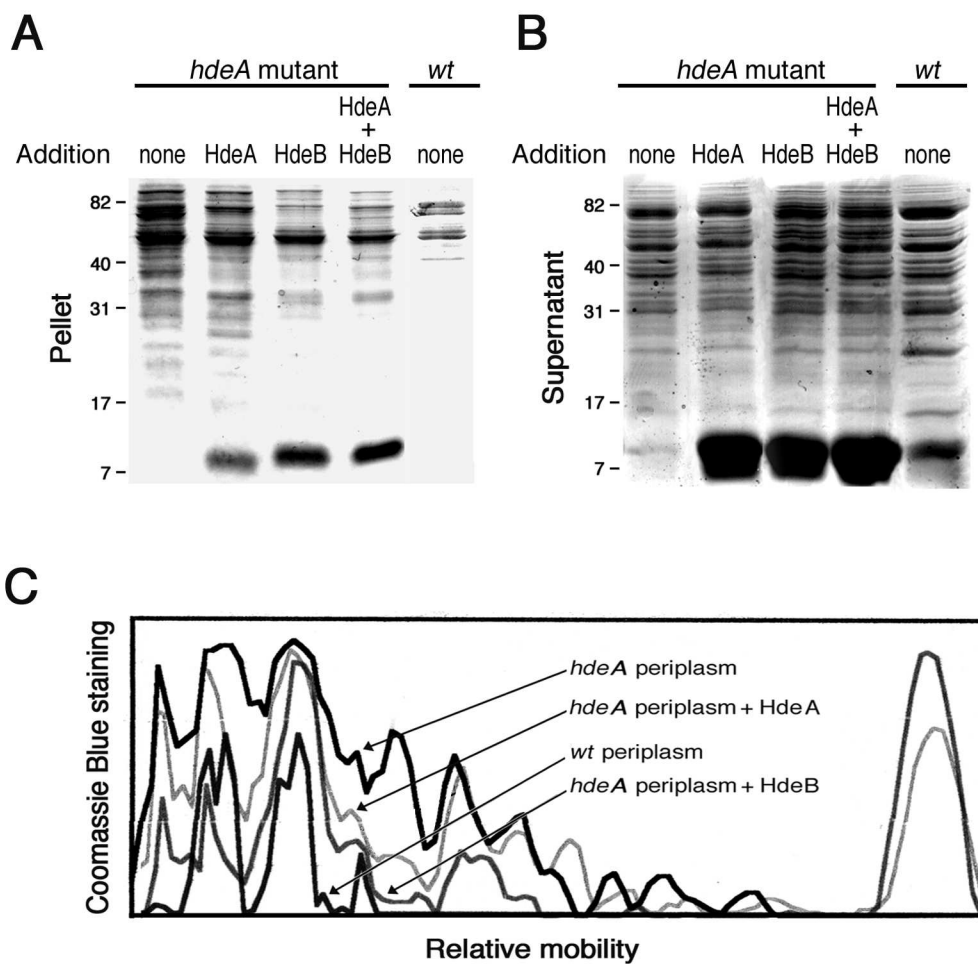 A
hdeA mutant
wt
Addition
none
HdeA
HdeB
HdeA
+
HdeB
none
82
40
31
17
7
Pellet
B
hdeA mutant
wt
Addition
none
HdeA
HdeB
HdeA
+
HdeB
none
82
40
31
17
7
Supernatant
C
Coomassie Blue staining
hdeA periplasm
hdeA periplasm + HdeA
wt periplasm
hdeA periplasm + HdeB
Relative mobility